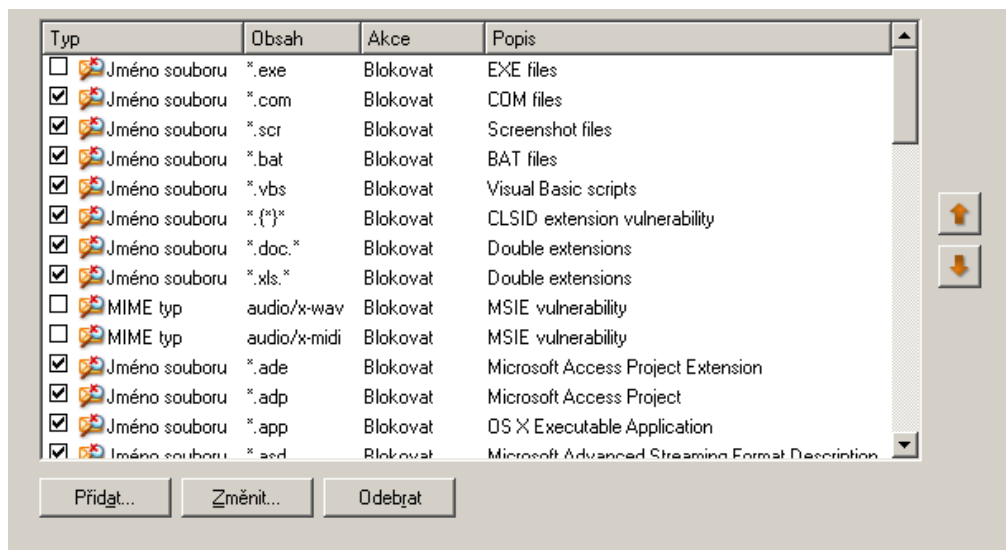 Typ Obsah Akce Popis
Jméno souboru *.exe Blokovat EXE files
Jméno souboru *.com Blokovat COM files
Jméno souboru *.scr Blokovat Screenshot files
Jméno souboru *.bat Blokovat BAT files
Jméno souboru *.vbs Blokovat Visual Basic scripts
Jméno souboru *.{*}* Blokovat CLSID extension vulnerability
Jméno souboru *.doc.* Blokovat Double extensions
Jméno souboru *.xls.* Blokovat Double extensions
MIME typ audio/x-wav Blokovat MSIE vulnerability
MIME typ audio/x-midi Blokovat MSIE vulnerability
Jméno souboru *.ade Blokovat Microsoft Access Project Extension
Jméno souboru *.adp Blokovat Microsoft Access Project
Jméno souboru *.app Blokovat OS X Executable Application
Jméno souboru *.asd Blokovat Microsoft Advanced Streaming Format Description
Přidat... Změnit... Odebrat